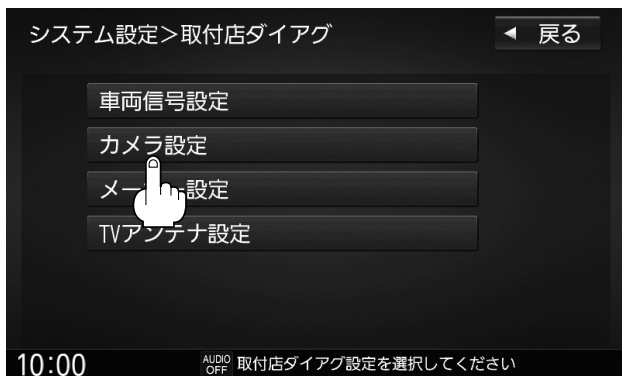 システム設定>取付店ダイアグ
◀ 戻る
車両信号設定
カメラ設定
設定
TVアンテナ設定
10:00
AUDIO OFF
取付店ダイアグ設定を選択してください